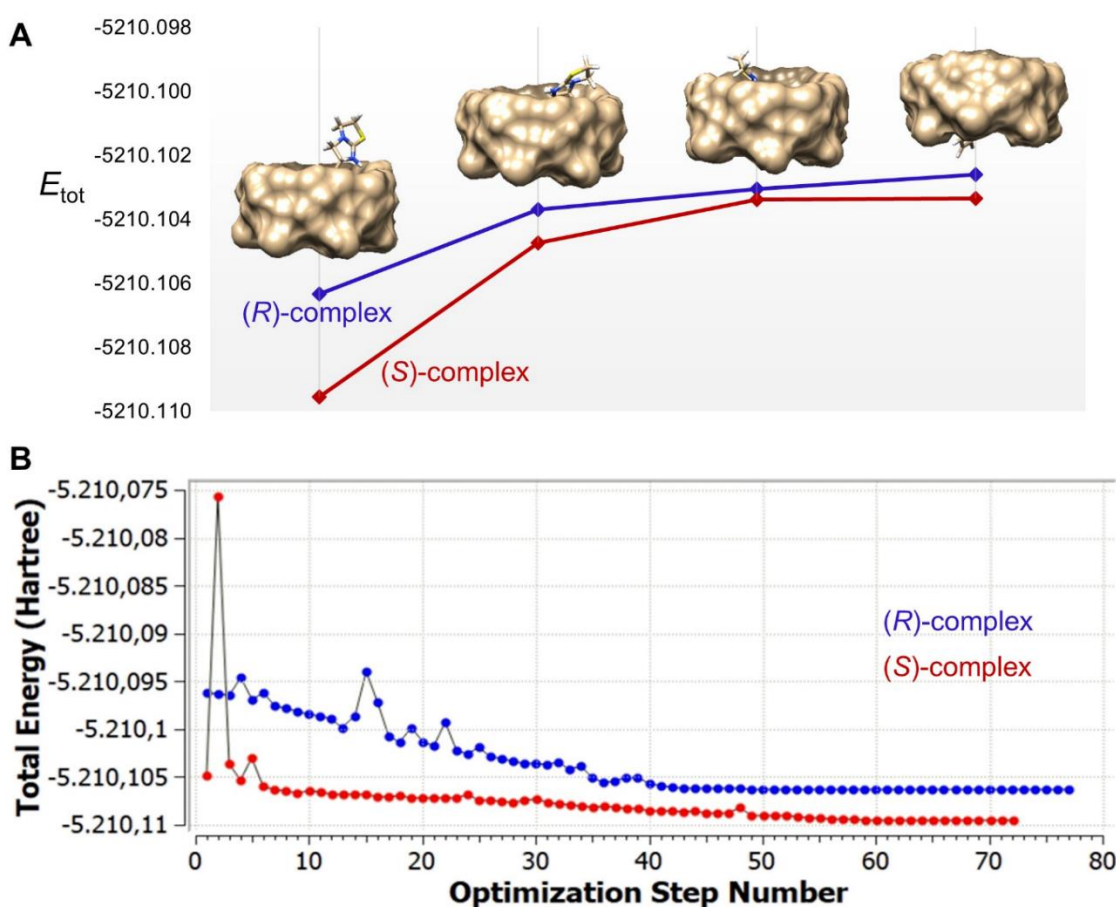 A
-5210.098
-5210.100
-5210.102
Etot
-5210.104
-5210.106
-5210.108
-5210.110
(R)-complex
(S)-complex
B
Total Energy (Hartree)
-5.210,075
-5.210,08
-5.210,085
-5.210,09
-5.210,095
-5.210,1
-5.210,105
-5.210,11
(R)-complex
(S)-complex
0 10 20 30 40 50 60 70 80
Optimization Step Number